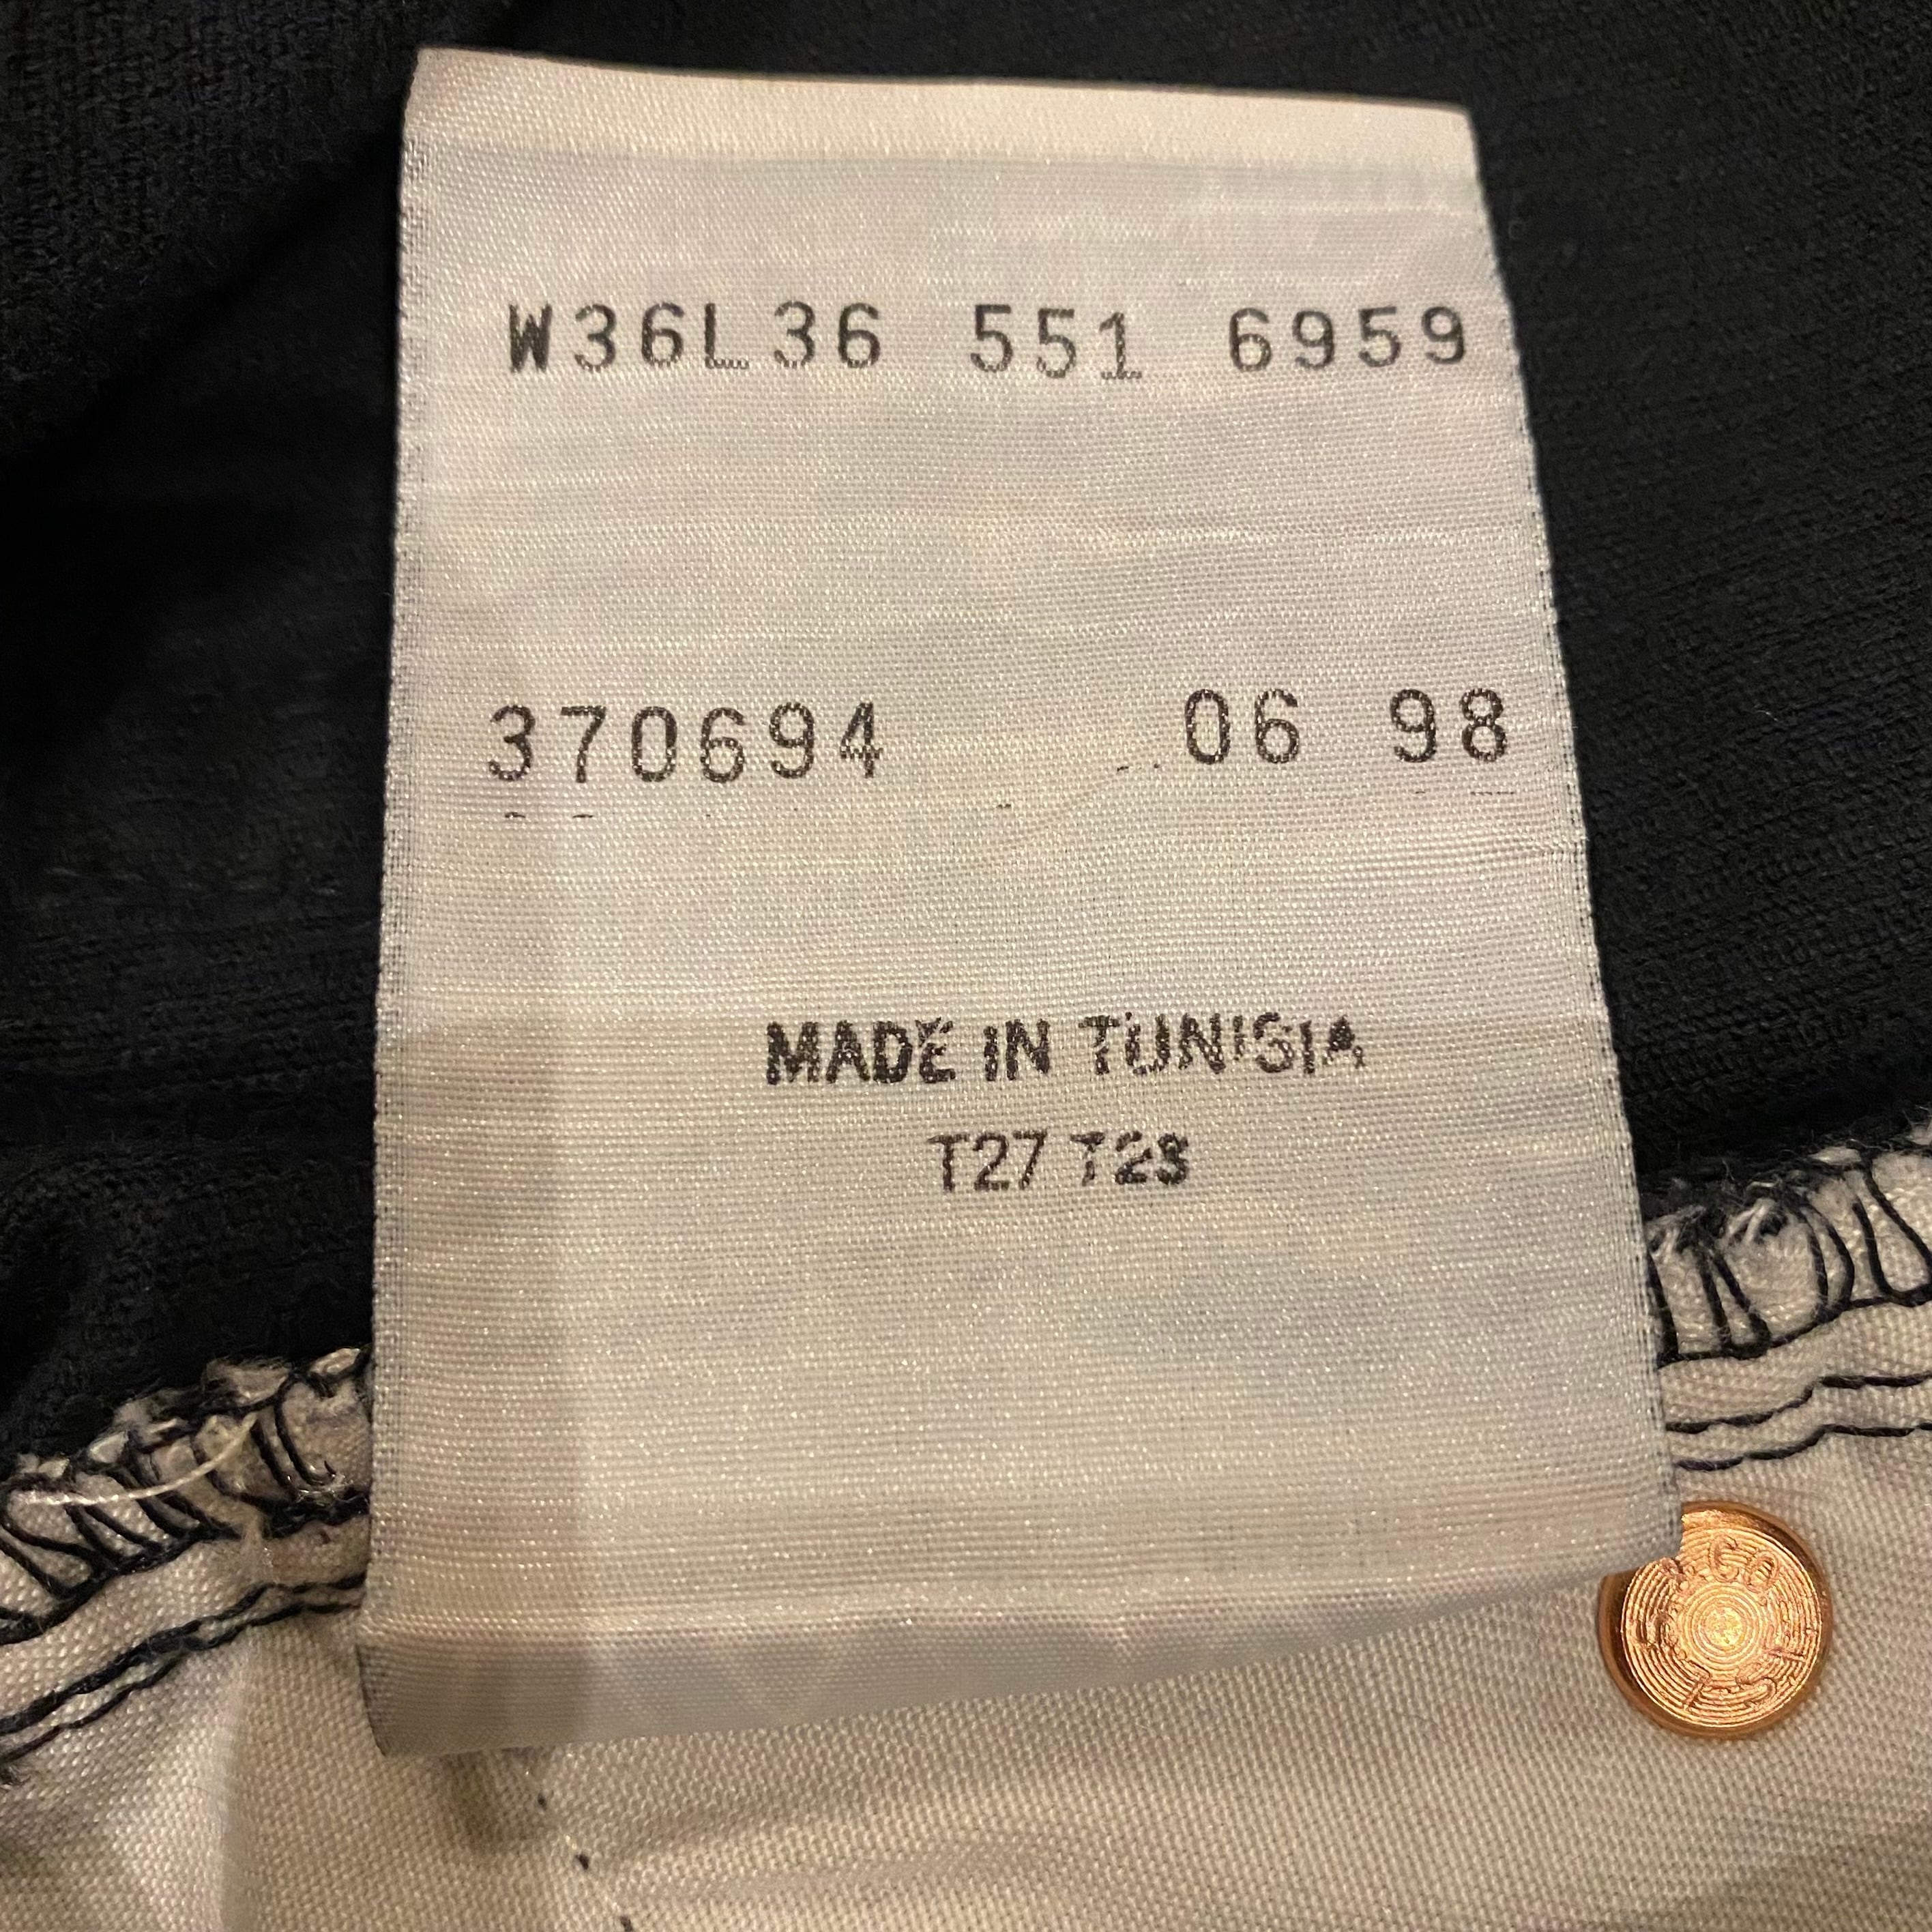 W36L36 551 6959
370694 06 98
MADE IN TUNISIA
T27 T28